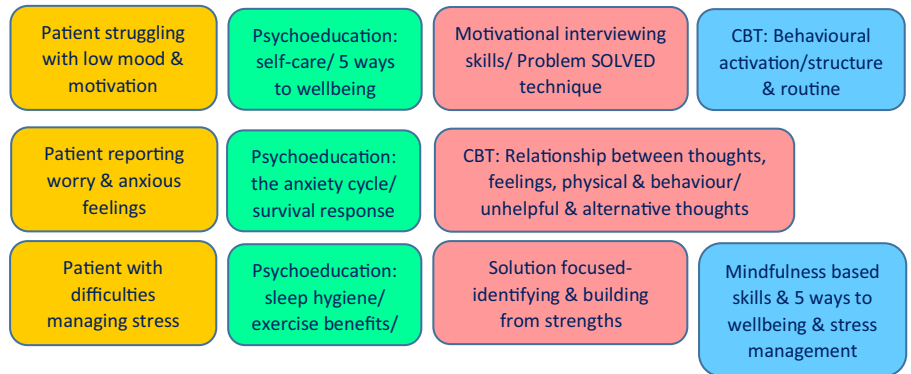 Patient struggling
with low mood &
motivation
Psychoeducation:
self-care/ 5 ways
to wellbeing
Motivational interviewing
skills/ Problem SOLVED
technique
CBT: Behavioural
activation/structure
& routine
Patient reporting
worry & anxious
feelings
Psychoeducation:
the anxiety cycle/
survival response
CBT: Relationship between thoughts,
feelings, physical & behaviour/
unhelpful & alternative thoughts
Patient with
difficulties
managing stress
Psychoeducation:
sleep hygiene/
exercise benefits/
Solution focused-
identifying & building
from strengths
Mindfulness based
skills & 5 ways to
wellbeing & stress
management